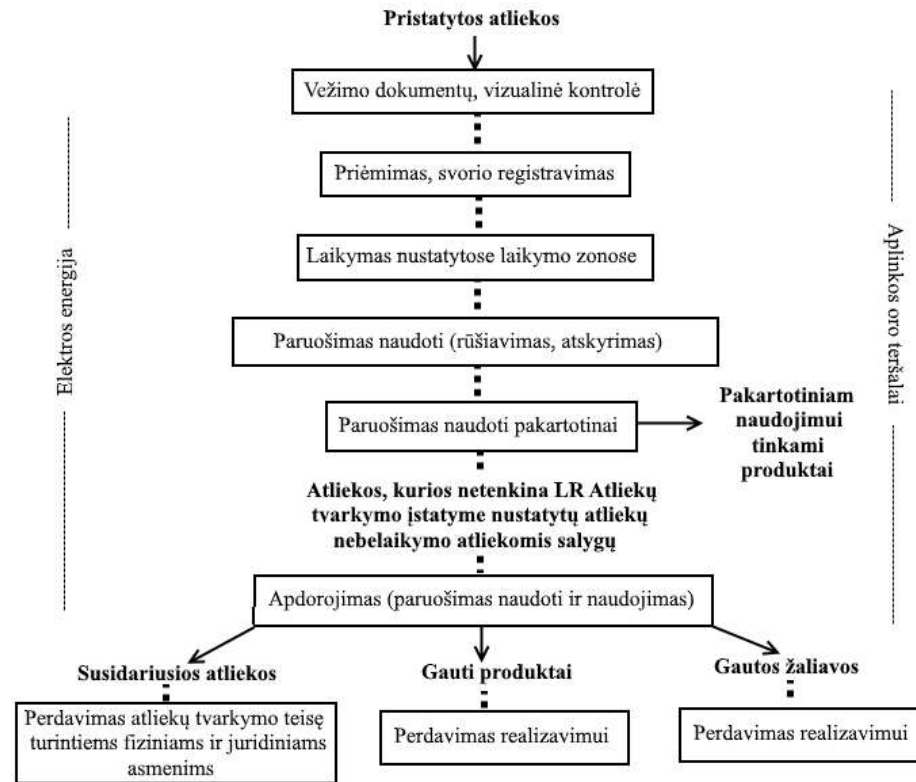 Pristatytos atliekos
Vežimo dokumentų, vizualinė kontrolė
Priėmimas, svorio registravimas
Laikymas nustatytose laikymo zonose
Paruošimas naudoti (rūšiavimas, atskyrimas)
Elektros energija
Aplinkos oro teršalai
Paruošimas naudoti pakartotinai
Pakartotiniam
naudojimui
tinkami
produktai
Atliekos, kurios netenkina LR Atliekų
tvarkymo įstatyme nustatytų atliekų
nebelaikymo atliekomis salygų
Apdorojimas (paruošimas naudoti ir naudojimas)
Susidariusios atliekos
Gauti produktai
Gautos žaliavos
Perdavimas atliekų tvarkymo teisę
turintiems fiziniams ir juridiniams
asmenims
Perdavimas realizavimui
Perdavimas realizavimui